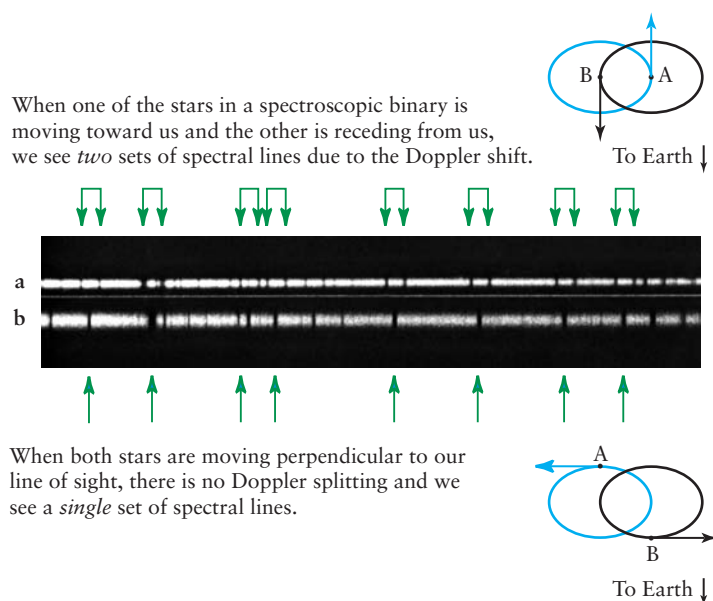 B A
When one of the stars in a spectroscopic binary is
moving toward us and the other is receding from us,
we see two sets of spectral lines due to the Doppler shift.
To Earth
a
b
When both stars are moving perpendicular to our
line of sight, there is no Doppler splitting and we
see a single set of spectral lines.
A
B
To Earth